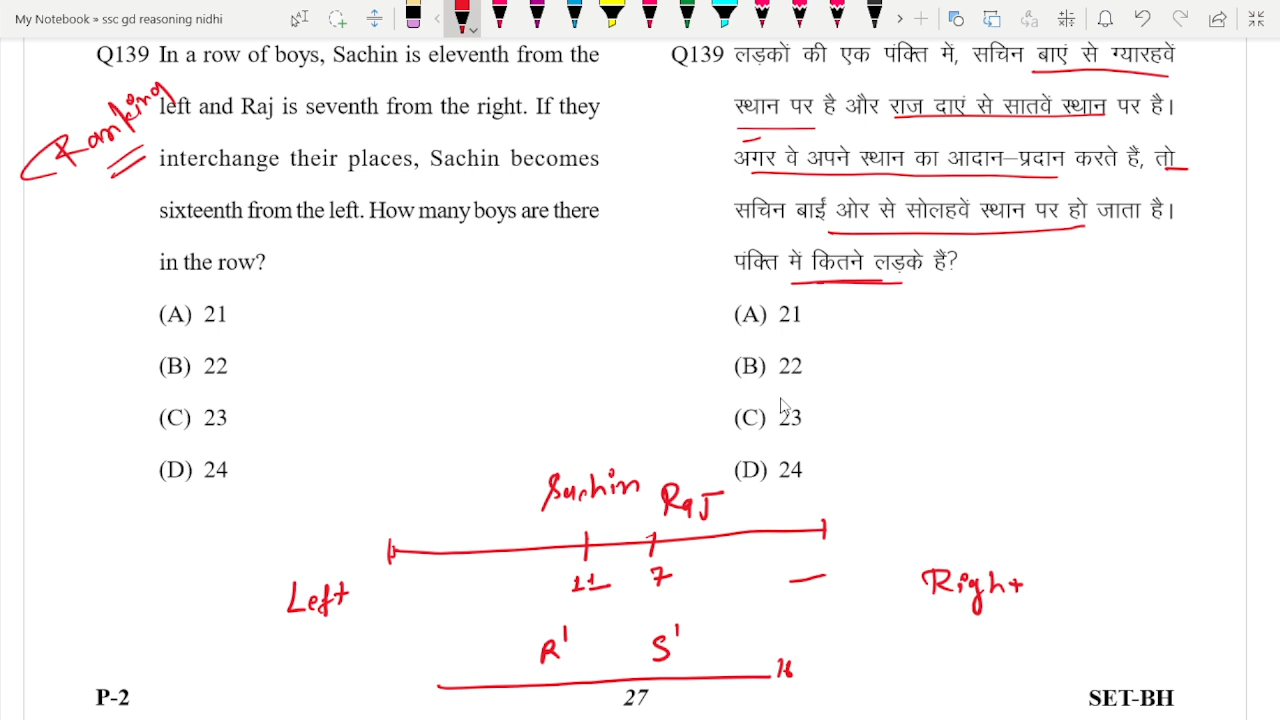 My Notebook » ssc gd reasoning nidhi
Q139 In a row of boys, Sachin is eleventh from the
left and Raj is seventh from the right. If they
interchange their places, Sachin becomes
sixteenth from the left. How many boys are there
in the row?
(A) 21
(B) 22
(C) 23
(D) 24
Ranking
Q139 लड़कों की एक पंक्ति में, सचिन बाएं से ग्यारहवें
स्थान पर है और राज दाएं से सातवें स्थान पर है।
अगर वे अपने स्थान का आदान–प्रदान करते हैं, तो
सचिन बाईं ओर से सोलहवें स्थान पर हो जाता है।
पंक्ति में कितने लड़के हैं?
(A) 21
(B) 22
(C) 23
(D) 24
Sachin Raj
11 7
Left Right
R' S'
16
P-2 27 SET-BH